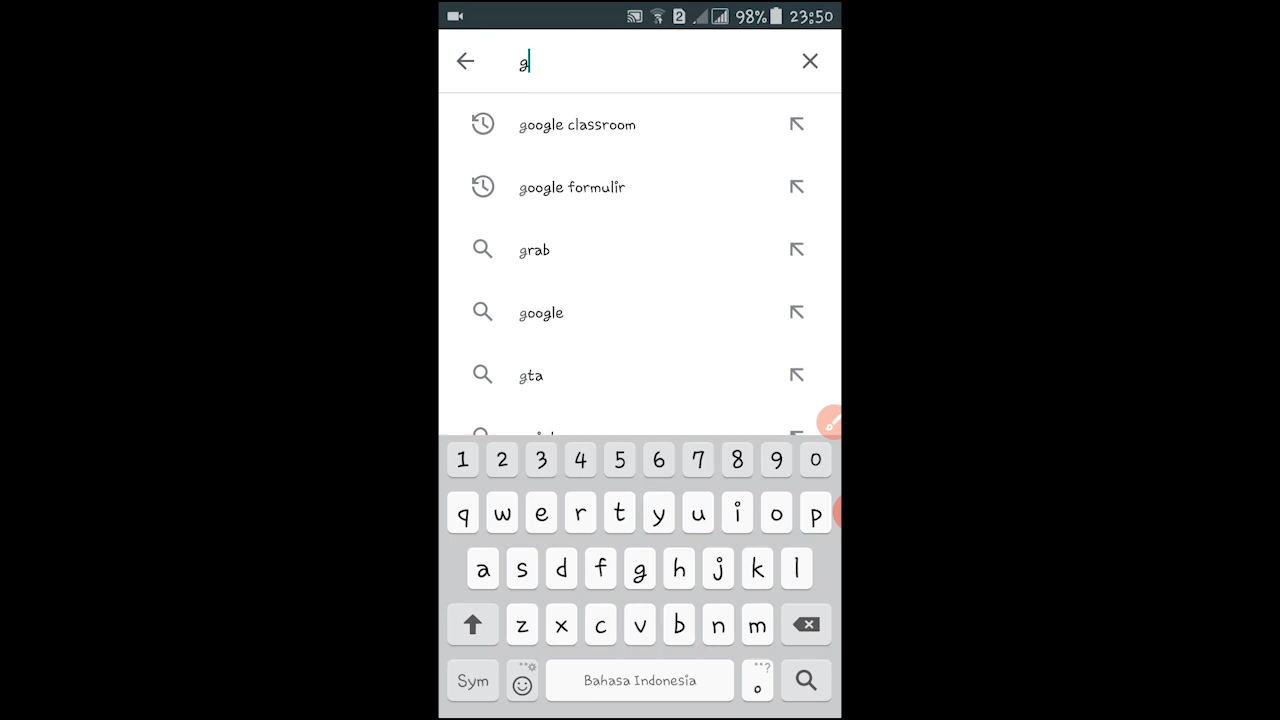 2 98% 23:50
g
google classroom
google formulir
grab
google
gta
1 2 3 4 5 6 7 8 9 0
q w e r t y u i o p
a s d f g h j k l
z x c v b n m
Sym Bahasa Indonesia